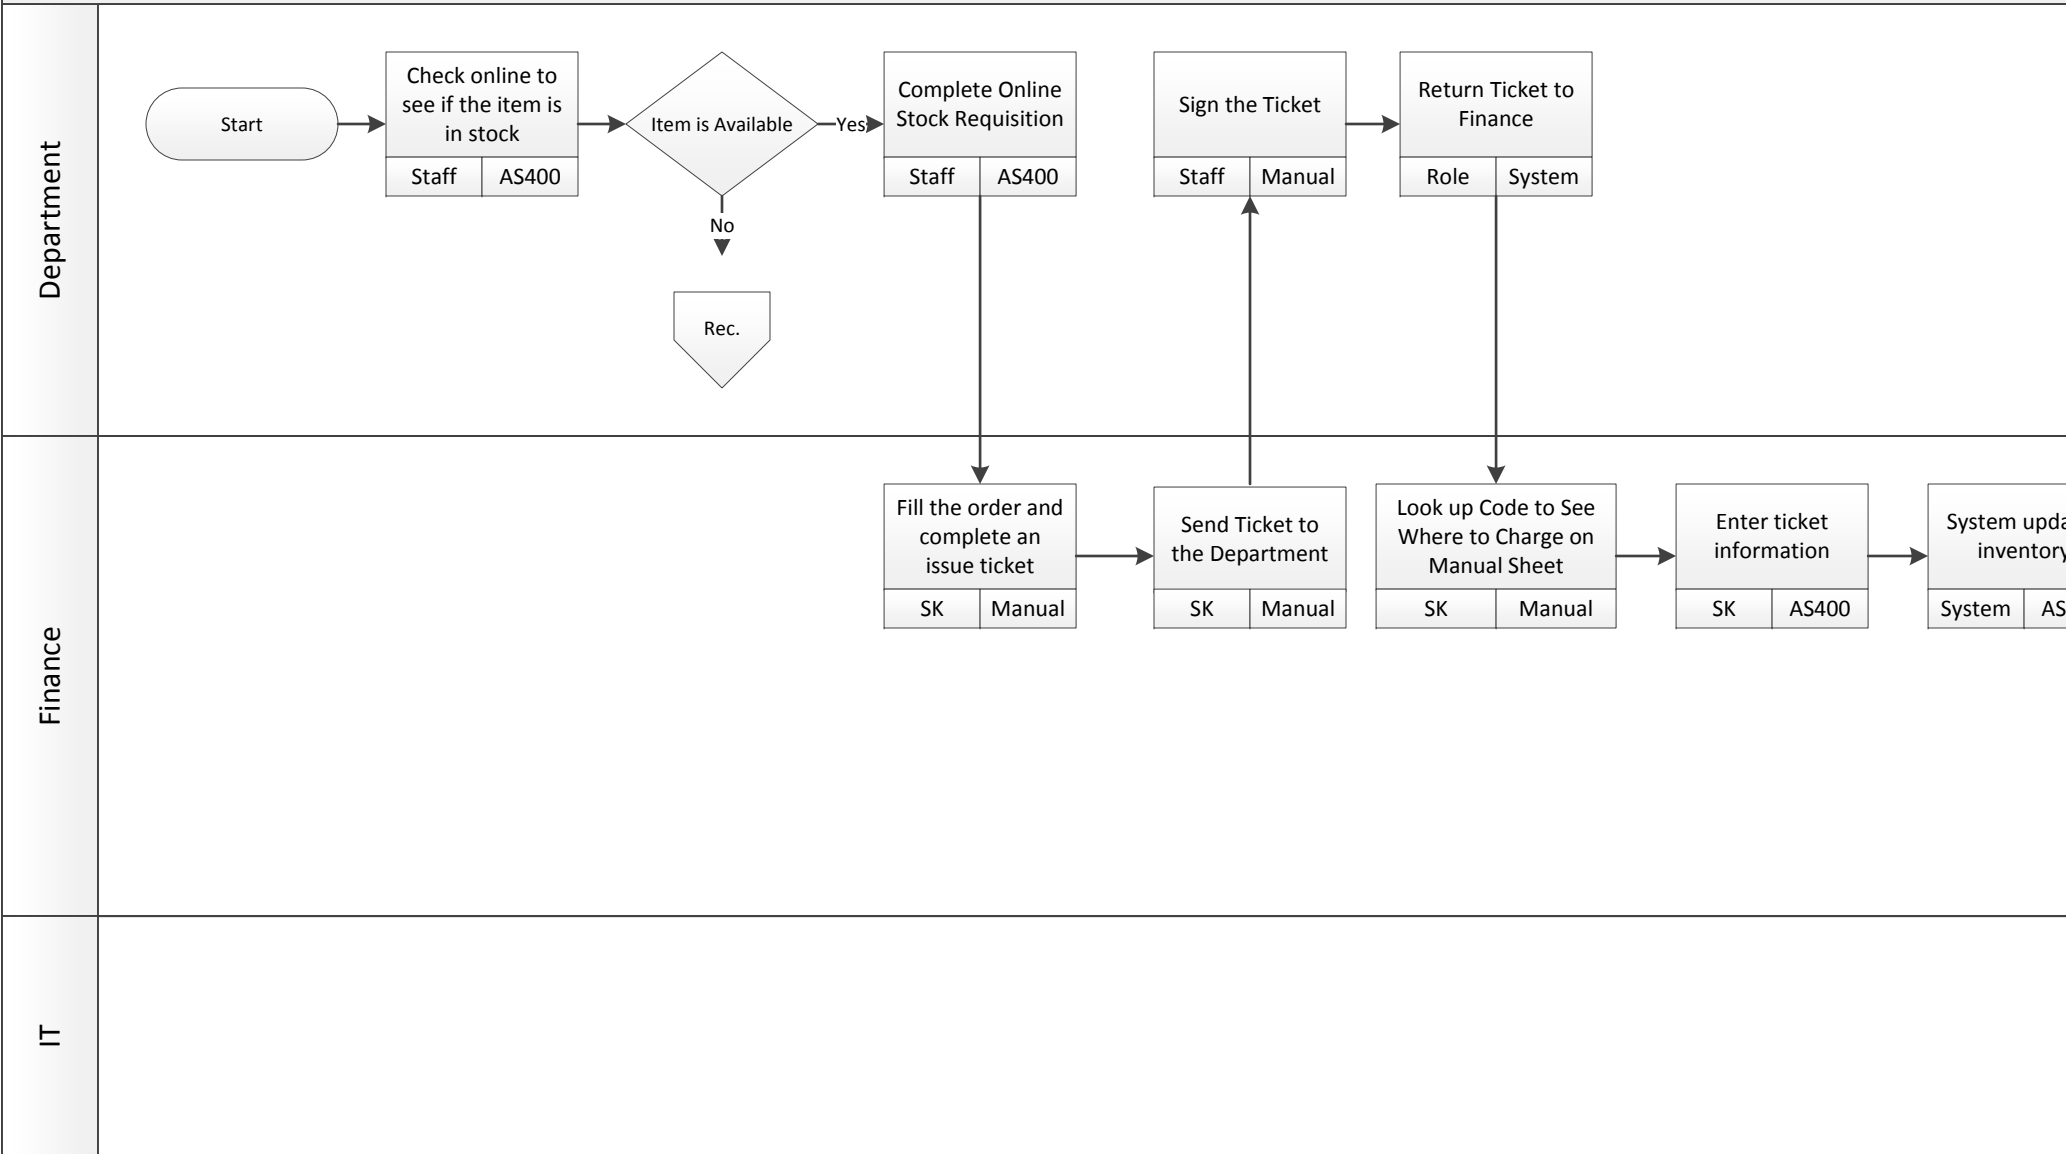 Department
Start
Check online to
see if the item is
in stock
Staff
AS400
Item is Available
Yes
No
Rec.
Complete Online
Stock Requisition
Staff
AS400
Sign the Ticket
Staff
Manual
Return Ticket to
Finance
Role
System
Finance
Fill the order and
complete an
issue ticket
SK
Manual
Send Ticket to
the Department
SK
Manual
Look up Code to See
Where to Charge on
Manual Sheet
SK
Manual
Enter ticket
information
SK
AS400
System
inventory
System
IT